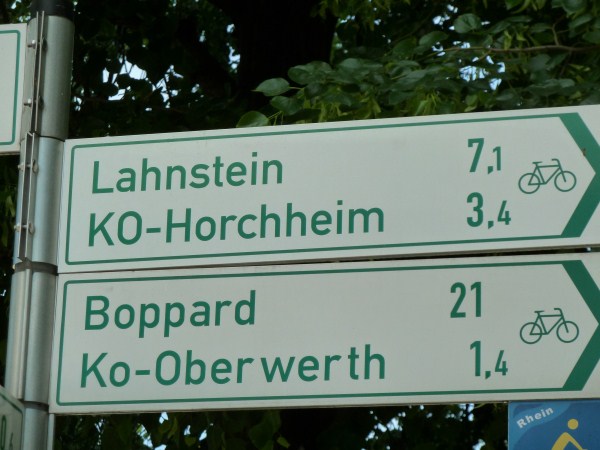 Lahnstein 7,1
KO-Horchheim 3,4
Boppard 21
Ko-Oberwerth 1,4
Rhein